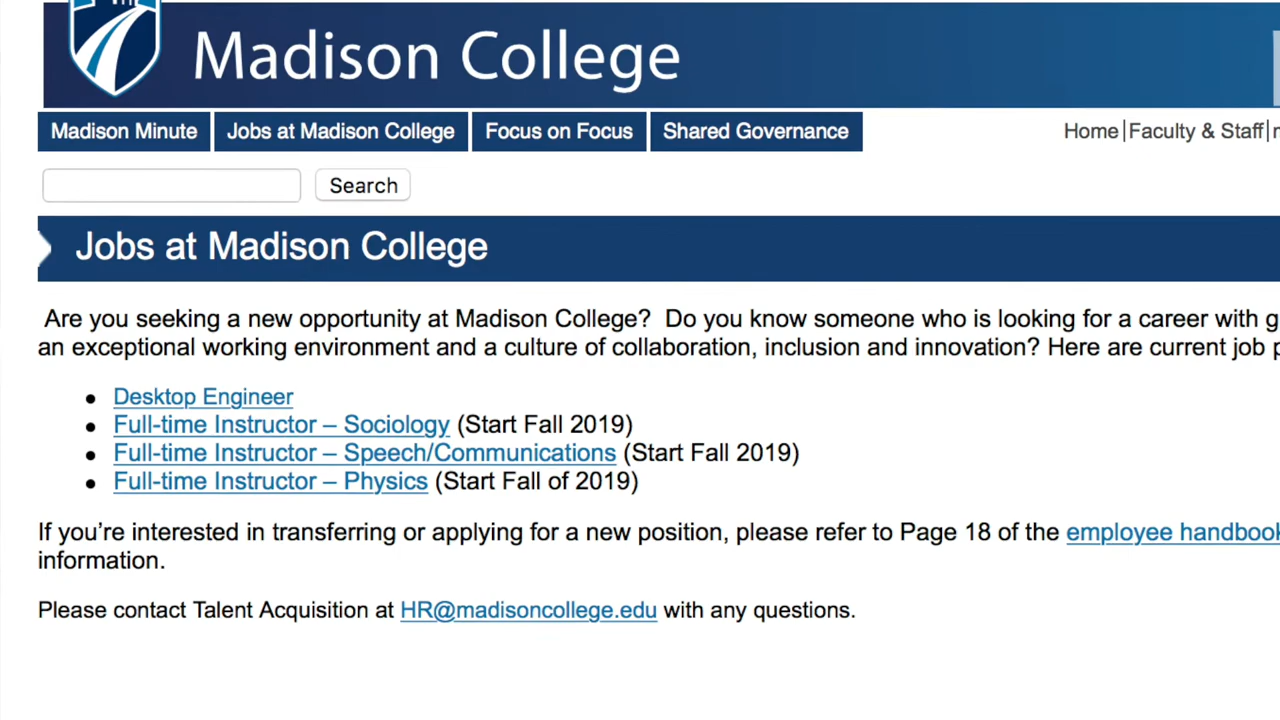 Madison College
Madison Minute
Jobs at Madison College
Focus on Focus
Shared Governance
Home|Faculty & Staff|
Search
Jobs at Madison College
Are you seeking a new opportunity at Madison College?  Do you know someone who is looking for a career with
an exceptional working environment and a culture of collaboration, inclusion and innovation? Here are current job
• Desktop Engineer
• Full-time Instructor – Sociology (Start Fall 2019)
• Full-time Instructor – Speech/Communications (Start Fall 2019)
• Full-time Instructor – Physics (Start Fall of 2019)
If you’re interested in transferring or applying for a new position, please refer to Page 18 of the employee handbook
information.
Please contact Talent Acquisition at HR@madisoncollege.edu with any questions.